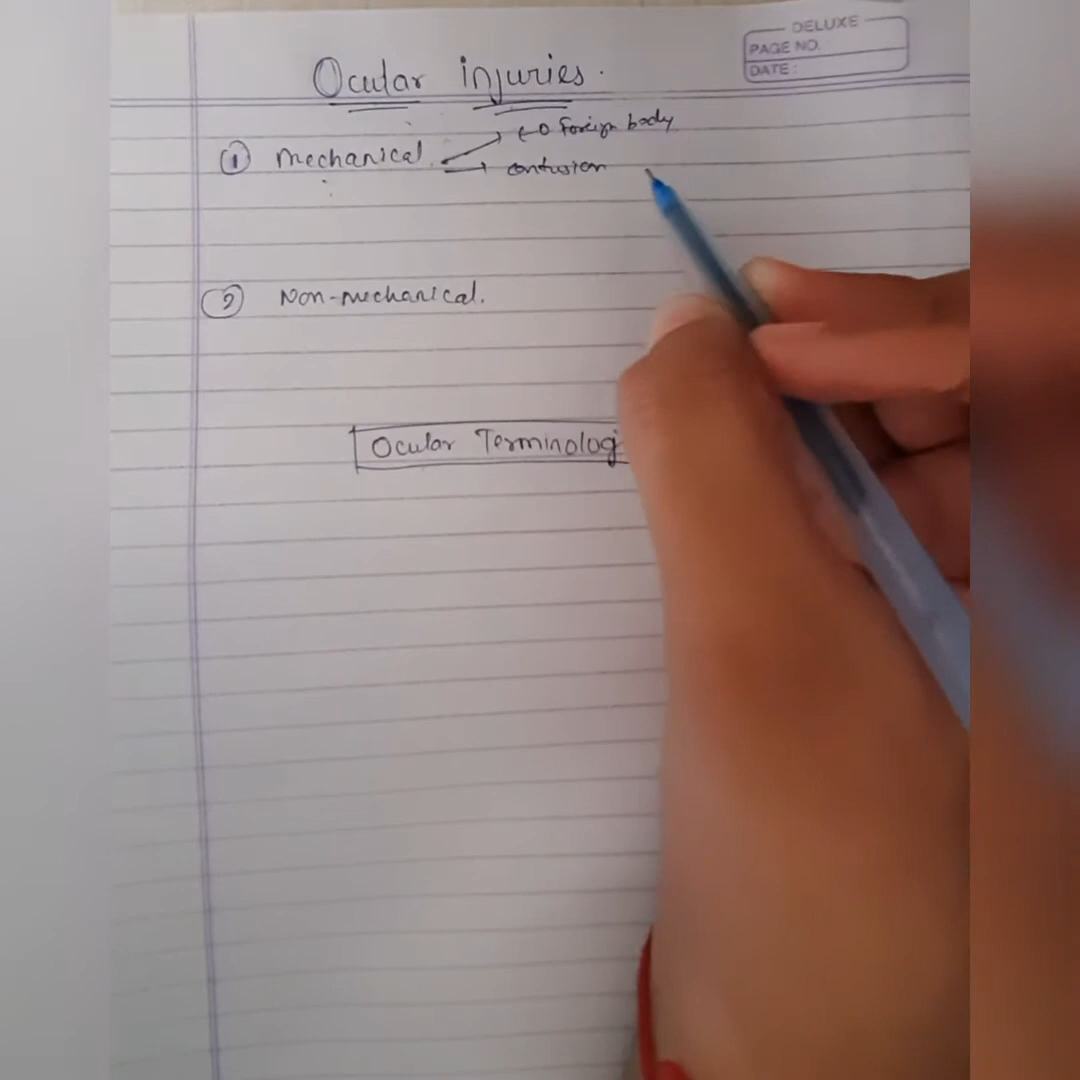 DELUXE
PAGE NO.
DATE :
Ocular injuries.
① Mechanical
Foreign body
contusion
② Non-mechanical.
Ocular Terminolog